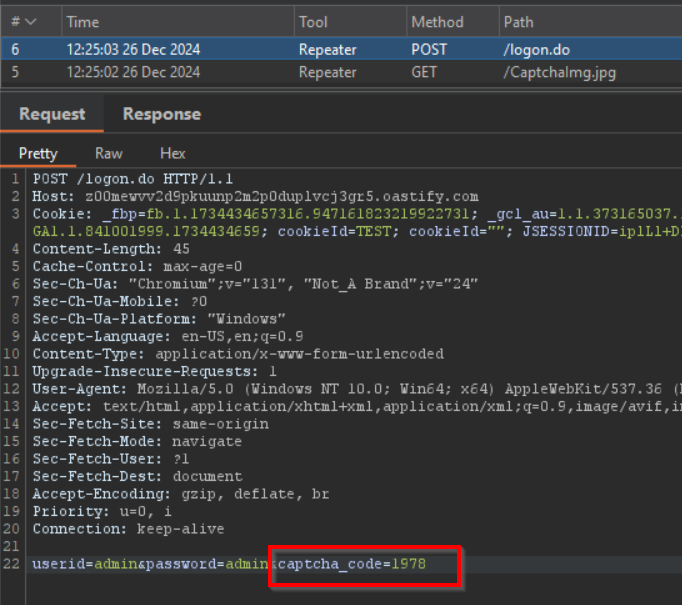 # Time Tool Method Path
6 12:25:03 26 Dec 2024 Repeater POST /logon.do
5 12:25:02 26 Dec 2024 Repeater GET /CaptchaImg.jpg
Request Response
Pretty Raw Hex
1 POST /logon.do HTTP/1.1
2 Host: z00mewvv2d9pkuunp2m2p0duplvcj3gr5.oastify.com
3 Cookie: _fbp=fb.1.1734434657316.947161823219922731; _gcl_au=1.1.373165037.
GA1.1.841001999.1734434659; cookieId=TEST; cookieId=""; JSESSIONID=ip1Ll+D
4 Content-Length: 45
5 Cache-Control: max-age=0
6 Sec-Ch-Ua: "Chromium";v="131", "Not_A Brand";v="24"
7 Sec-Ch-Ua-Mobile: ?0
8 Sec-Ch-Ua-Platform: "Windows"
9 Accept-Language: en-US,en;q=0.9
10 Content-Type: application/x-www-form-urlencoded
11 Upgrade-Insecure-Requests: 1
12 User-Agent: Mozilla/5.0 (Windows NT 10.0; Win64; x64) AppleWebKit/537.36 (
13 Accept: text/html,application/xhtml+xml,application/xml;q=0.9,image/avif,i
14 Sec-Fetch-Site: same-origin
15 Sec-Fetch-Mode: navigate
16 Sec-Fetch-User: ?1
17 Sec-Fetch-Dest: document
18 Accept-Encoding: gzip, deflate, br
19 Priority: u=0, i
20 Connection: keep-alive
21
22 userid=admin&password=admin&captcha_code=1978